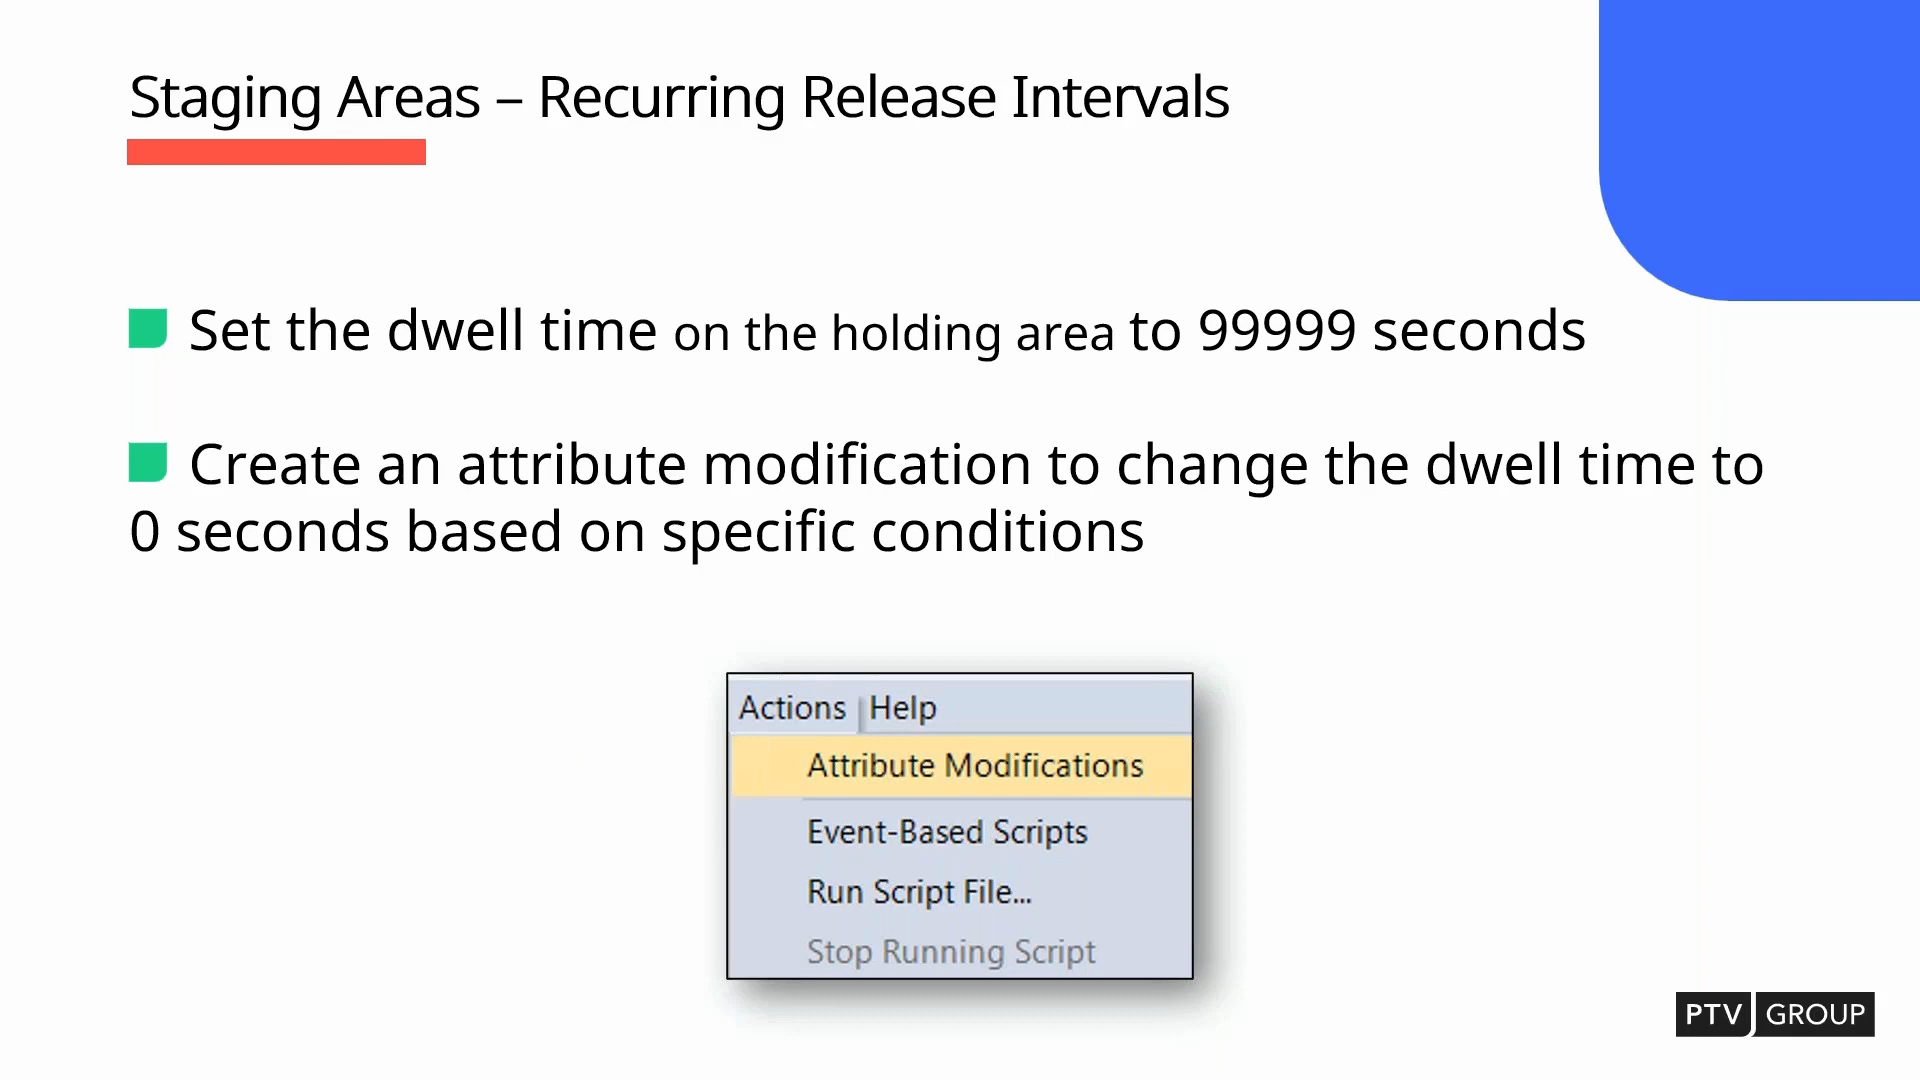 Staging Areas – Recurring Release Intervals
Set the dwell time on the holding area to 99999 seconds
Create an attribute modification to change the dwell time to
0 seconds based on specific conditions
Actions Help
Attribute Modifications
Event-Based Scripts
Run Script File...
Stop Running Script
PTV GROUP